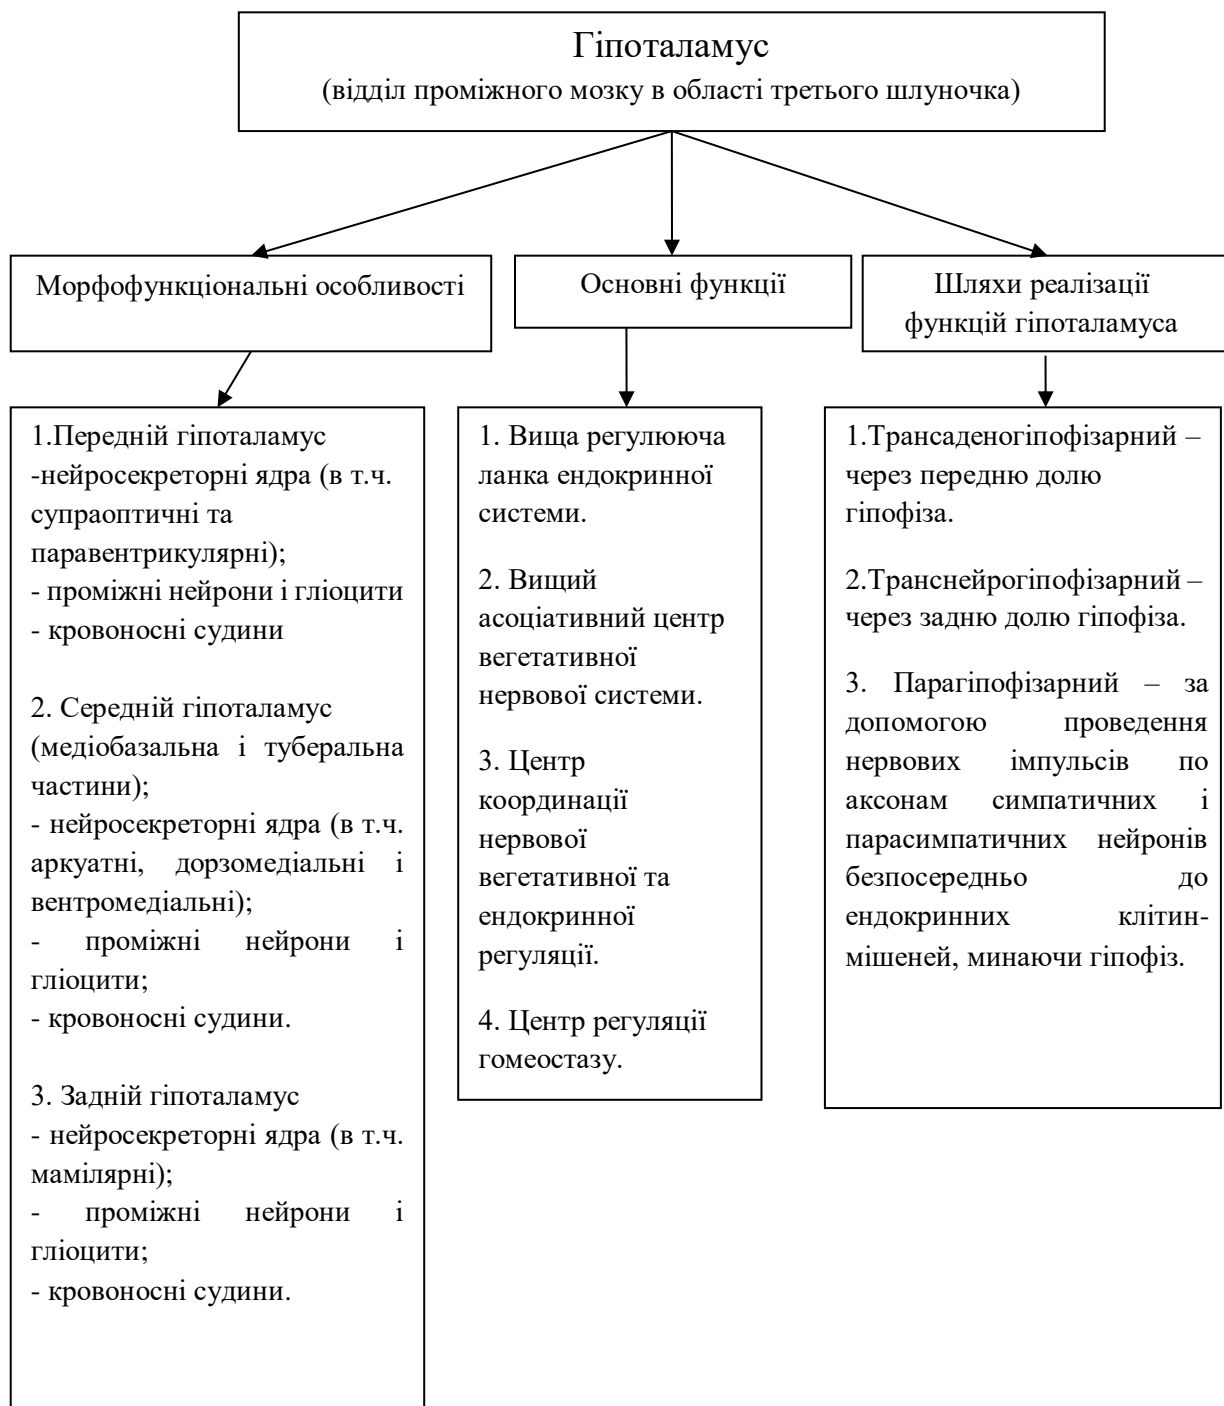 Гіпоталамус
(відділ проміжного мозку в області третього шлуночка)
Морфофункціональні особливості
Основні функції
Шляхи реалізації
функцій гіпоталамуса
1.Передній гіпоталамус
-нейросекреторні ядра (в т.ч.
супраоптичні та
паравентрикулярні);
- проміжні нейрони і гліоцити
- кровоносні судини
2. Середній гіпоталамус
(медіобазальна і туберальна
частини);
- нейросекреторні ядра (в т.ч.
аркуатні, дорзомедіальні і
вентромедіальні);
- проміжні нейрони і
гліоцити;
- кровоносні судини.
3. Задній гіпоталамус
- нейросекреторні ядра (в т.ч.
мамілярні);
- проміжні нейрони і
гліоцити;
- кровоносні судини.
1. Вища регулююча
ланка ендокринної
системи.
2. Вищий
асоціативний центр
вегетативної
нервової системи.
3. Центр
координації
нервової
вегетативної та
ендокринної
регуляції.
4. Центр регуляції
гомеостазу.
1.Трансаденогіпофізарний –
через передню долю
гіпофіза.
2.Транснейрогіпофізарний –
через задню долю гіпофіза.
3. Парагіпофізарний – за
допомогою проведення
нервових імпульсів по
аксонам симпатичних і
парасимпатичних нейронів
безпосередньо до
ендокринних клітин-
мішеней, минаючи гіпофіз.